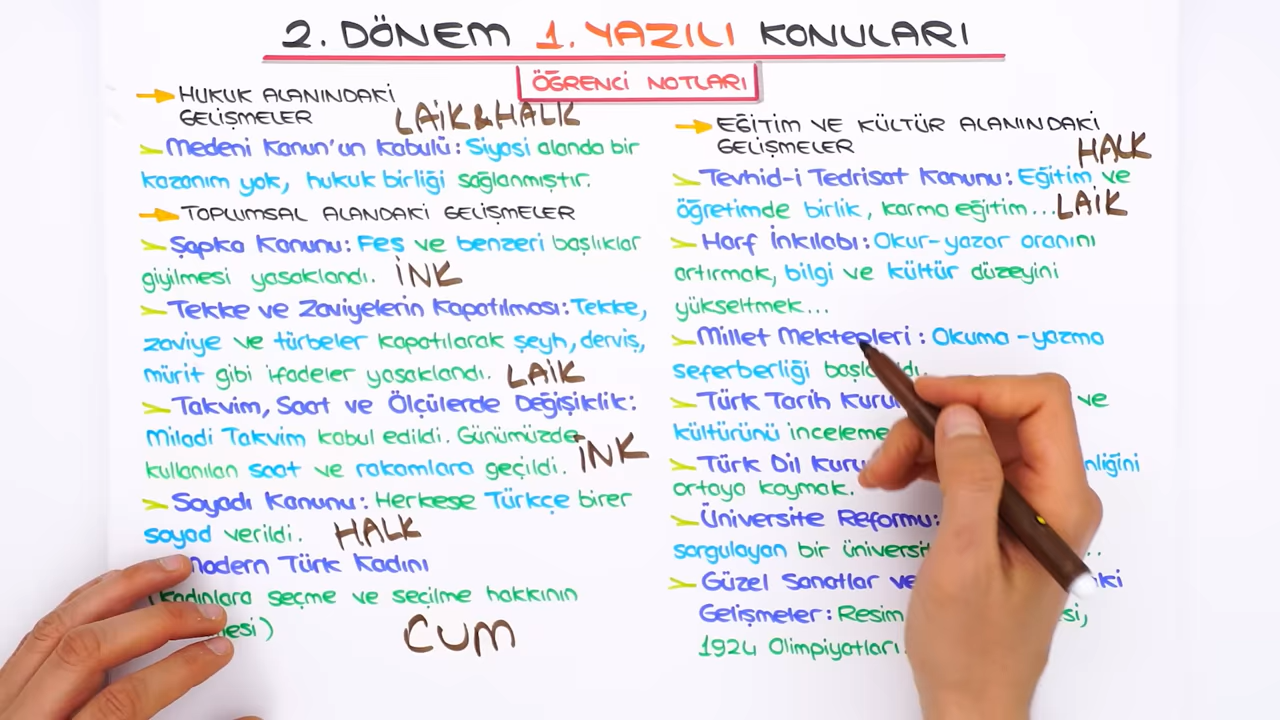 2. DÖNEM 1. YAZILI KONULARI
ÖĞRENCİ NOTLARI
HUKUK ALANINDAKİ
GELİŞMELER
LAİK&HALK
Medeni Kanun'un Kabulü: Siyasi alanda bir
kazanım yok, hukuk birliği sağlanmıştır.
TOPLUMSAL ALANDAKİ GELİŞMELER
Şapka Kanunu: Fes ve benzeri başlıklar
giyilmesi yasaklandı. İNK
Tekke ve Zaviyelerin Kapatılması: Tekke,
zaviye ve türbeler kapatılarak şeyh, derviş,
mürit gibi ifadeler yasaklandı. LAİK
Takvim, Saat ve Ölçülerde Değişiklik:
Miladi Takvim kabul edildi. Günümüzde
kullanılan saat ve rakamlara geçildi. İNK
Soyadı Kanunu: Herkese Türkçe birer
soyad verildi. HALK
Modern Türk Kadını
(Kadınlara seçme ve seçilme hakkının
CUM
EĞİTİM VE KÜLTÜR ALANINDAKİ
GELİŞMELER
HALK
Tevhid-i Tedrisat Kanunu: Eğitim ve
öğretimde birlik, karma eğitim... LAİK
Harf İnkılabı: Okur-yazar oranını
artırmak, bilgi ve kültür düzeyini
yükseltmek...
Millet Mektepleri: Okuma-yazma
seferberliği
Türk Tarih ve
kültürünü
Türk Dil
ortaya koymak.
Üniversite Reformu:
sorgulayan bir
Güzel Sanatlar
Gelişmeler: Resim
1924 Olimpiyatları